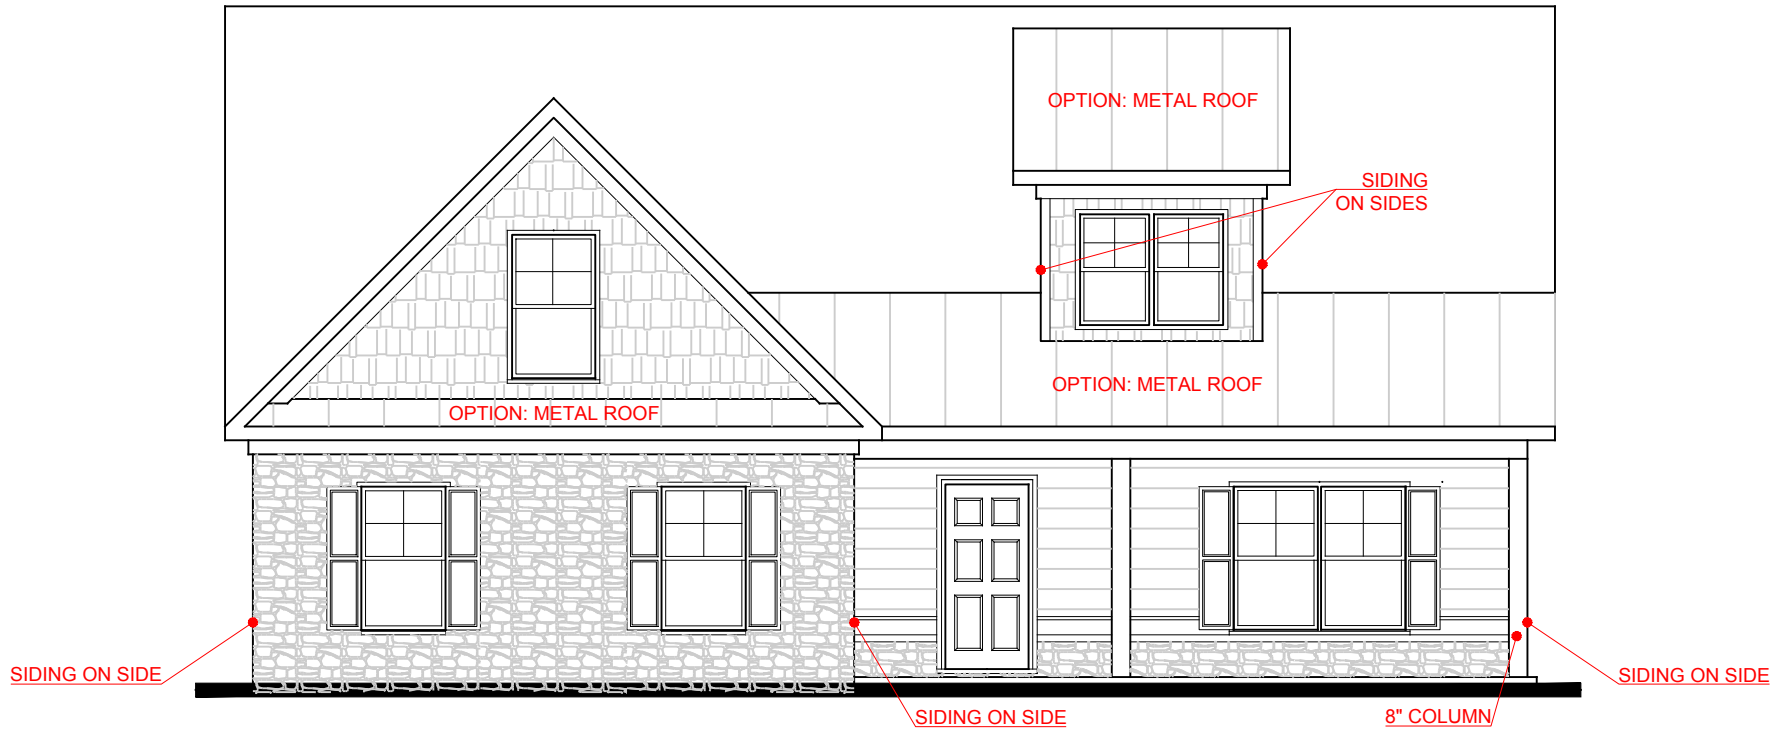 OPTION: METAL ROOF
SIDING
ON SIDES
OPTION: METAL ROOF
OPTION: METAL ROOF
SIDING ON SIDE
SIDING ON SIDE
SIDING ON SIDE
8" COLUMN